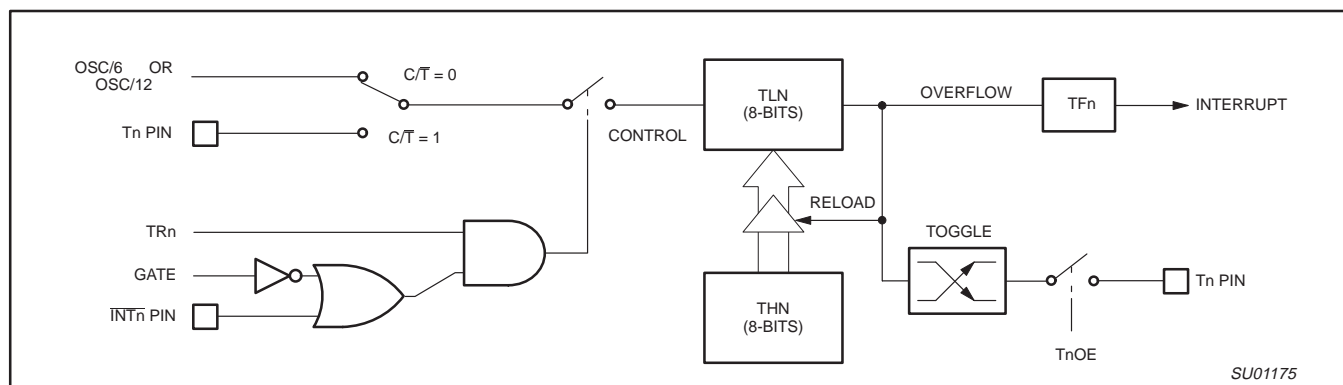 OSC/6 OR
OSC/12
C/T̅ = 0
Tn PIN
C/T̅ = 1
CONTROL
TLN
(8-BITS)
OVERFLOW
TFn
INTERRUPT
RELOAD
TOGGLE
TRn
GATE
I̅N̅T̅n̅ PIN
THN
(8-BITS)
Tn PIN
TnOE
SU01175